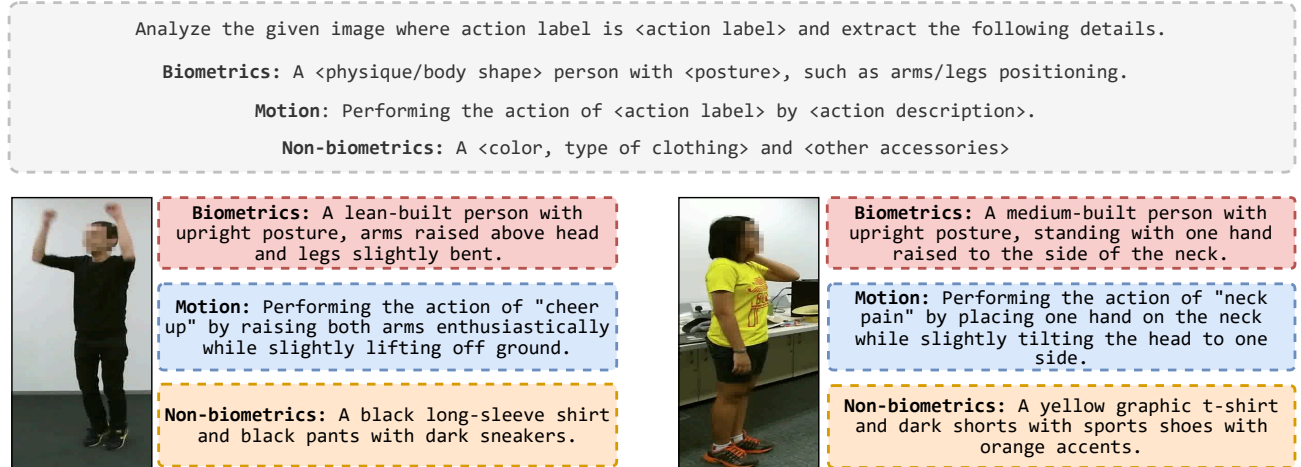 Analyze the given image where action label is <action label> and extract the following details.
Biometrics: A <physique/body shape> person with <posture>, such as arms/legs positioning.
Motion: Performing the action of <action label> by <action description>.
Non-biometrics: A <color, type of clothing> and <other accessories>
Biometrics: A lean-built person with
upright posture, arms raised above head
and legs slightly bent.
Motion: Performing the action of "cheer
up" by raising both arms enthusiastically
while slightly lifting off ground.
Non-biometrics: A black long-sleeve shirt
and black pants with dark sneakers.
Biometrics: A medium-built person with
upright posture, standing with one hand
raised to the side of the neck.
Motion: Performing the action of "neck
pain" by placing one hand on the neck
while slightly tilting the head to one
side.
Non-biometrics: A yellow graphic t-shirt
and dark shorts with sports shoes with
orange accents.